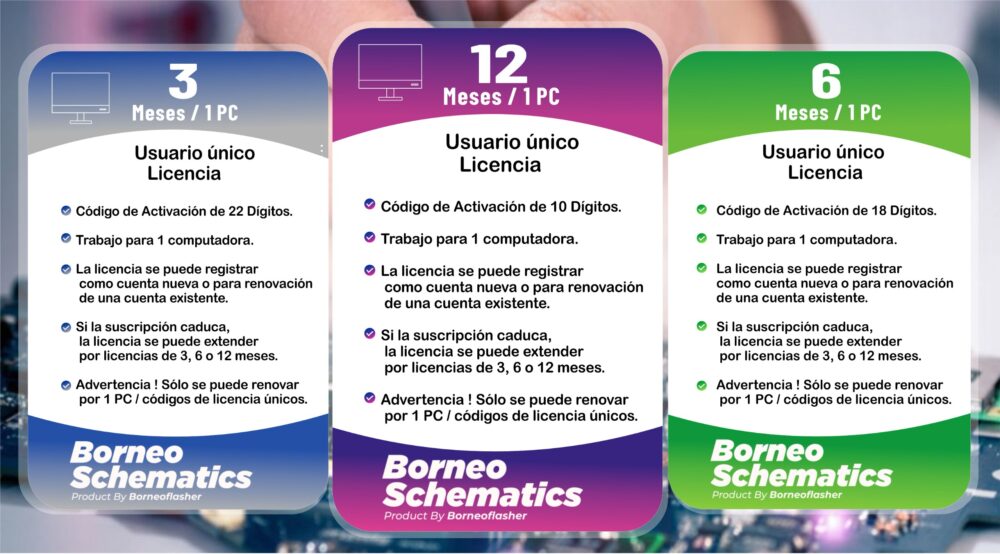 3
Meses / 1 PC
Usuario único
Licencia
Código de Activación de 22 Dígitos.
Trabajo para 1 computadora.
La licencia se puede registrar
como cuenta nueva o para renovación
de una cuenta existente.
Si la suscripción caduca,
la licencia se puede extender
por licencias de 3, 6 o 12 meses.
Advertencia ! Sólo se puede renovar
por 1 PC / códigos de licencia únicos.
Borneo
Schematics
Product By Borneoflasher
12
Meses / 1 PC
Usuario único
Licencia
Código de Activación de 10 Dígitos.
Trabajo para 1 computadora.
La licencia se puede registrar
como cuenta nueva o para renovación
de una cuenta existente.
Si la suscripción caduca,
la licencia se puede extender
por licencias de 3, 6 o 12 meses.
Advertencia ! Sólo se puede renovar
por 1 PC / códigos de licencia únicos.
Borneo
Schematics
Product By Borneoflasher
6
Meses / 1 PC
Usuario único
Licencia
Código de Activación de 18 Dígitos.
Trabajo para 1 computadora.
La licencia se puede registrar
como cuenta nueva o para renovación
de una cuenta existente.
Si la suscripción caduca,
la licencia se puede extender
por licencias de 3, 6 o 12 meses.
Advertencia ! Sólo se puede renovar
por 1 PC / códigos de licencia únicos.
Borneo
Schematics
Product By Borneoflasher